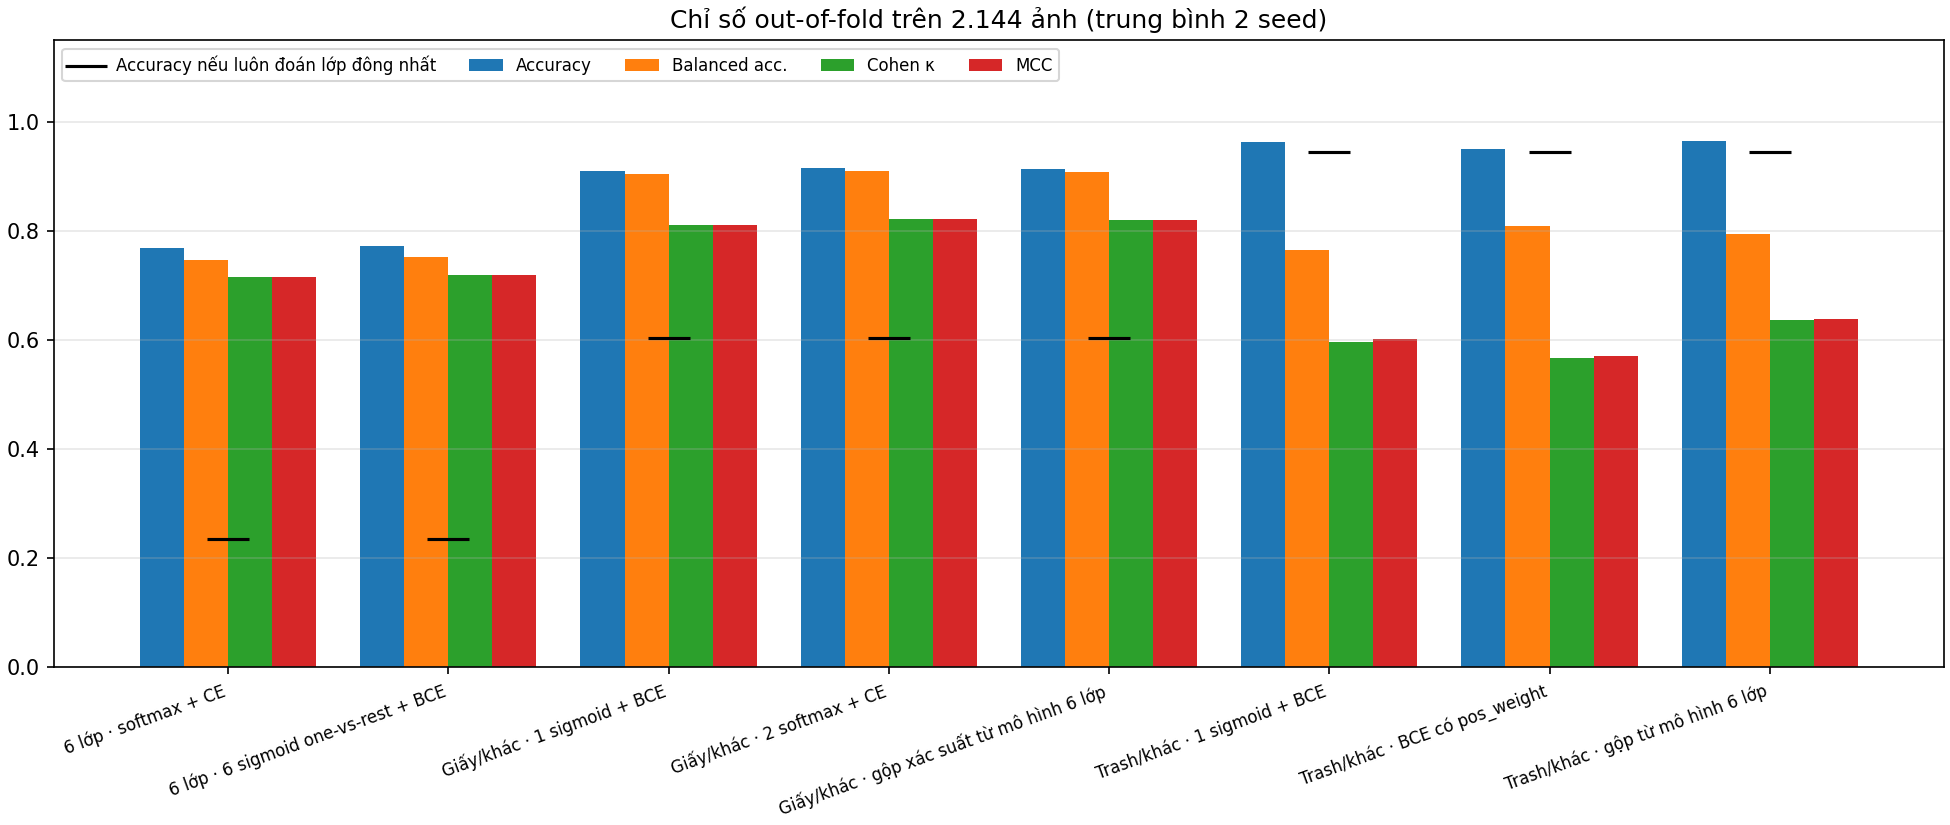 Chỉ số out-of-fold trên 2.144 ảnh (trung bình 2 seed)
Accuracy nếu luôn đoán lớp đông nhất
Accuracy
Balanced acc.
Cohen κ
MCC
1.0
0.8
0.6
0.4
0.2
0.0
6 lớp · softmax + CE
6 lớp · 6 sigmoid one-vs-rest + BCE
Giấy/khác · 1 sigmoid + BCE
Giấy/khác · 2 softmax + CE
Giấy/khác · gộp xác suất từ mô hình 6 lớp
Trash/khác · 1 sigmoid + BCE
Trash/khác · BCE có pos_weight
Trash/khác · gộp từ mô hình 6 lớp